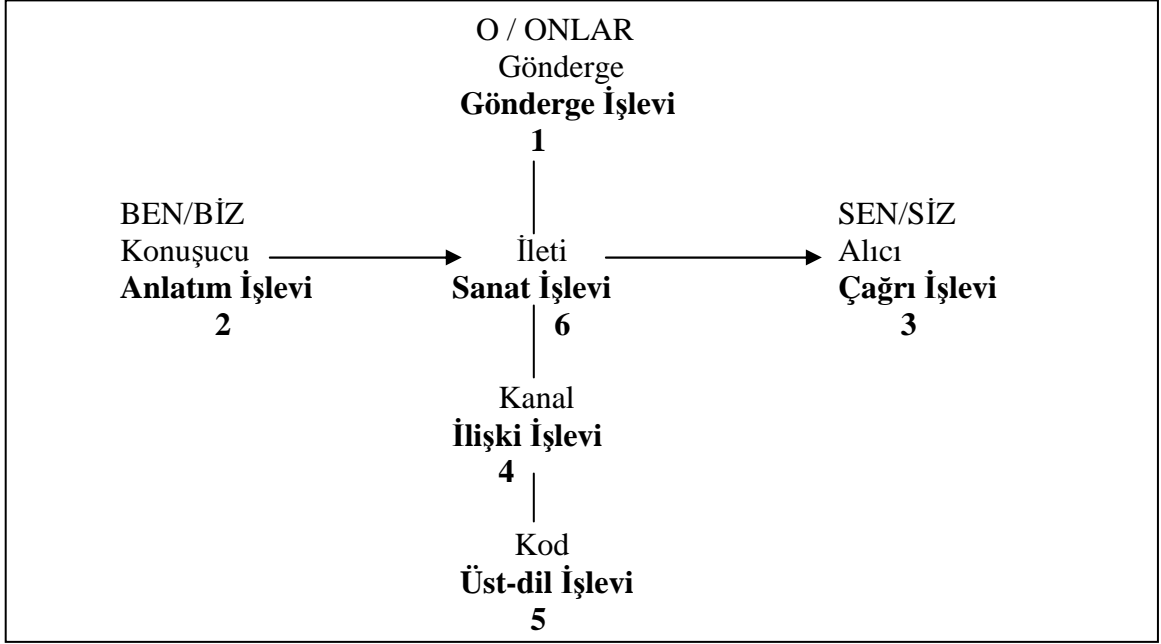 O / ONLAR
Gönderge
Gönderge İşlevi
1
BEN/BİZ
Konuşucu
Anlatım İşlevi
2
İleti
Sanat İşlevi
6
SEN/SİZ
Alıcı
Çağrı İşlevi
3
Kanal
İlişki İşlevi
4
Kod
Üst-dil İşlevi
5